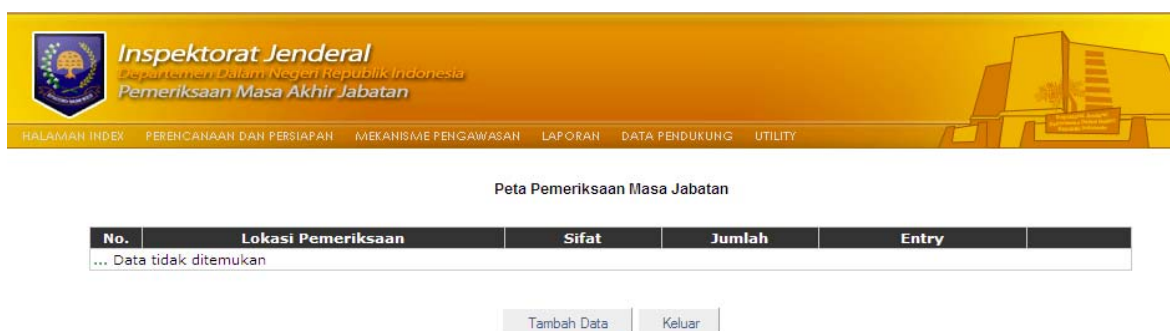 Inspektorat Jenderal
Departemen Dalam Negeri Republik Indonesia
Pemeriksaan Masa Akhir Jabatan
HALAMAN INDEX PERENCANAAN DAN PERSIAPAN MEKANISME PENGAWASAN LAPORAN DATA PENDUKUNG UTILITY
Peta Pemeriksaan Masa Jabatan
No. Lokasi Pemeriksaan Sifat Jumlah Entry
... Data tidak ditemukan
Tambah Data Keluar